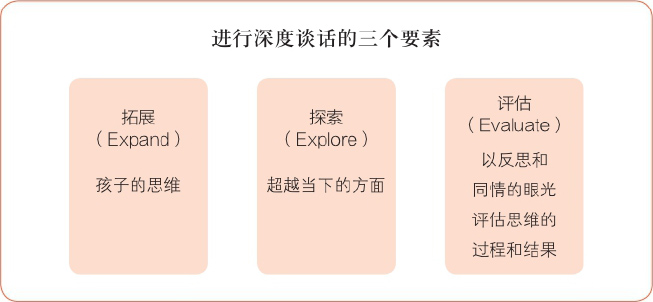 进行深度谈话的三个要素
拓展
（Expand）
孩子的思维
探索
（Explore）
超越当下的方面
评估
（Evaluate）
以反思和
同情的眼光
评估思维的
过程和结果